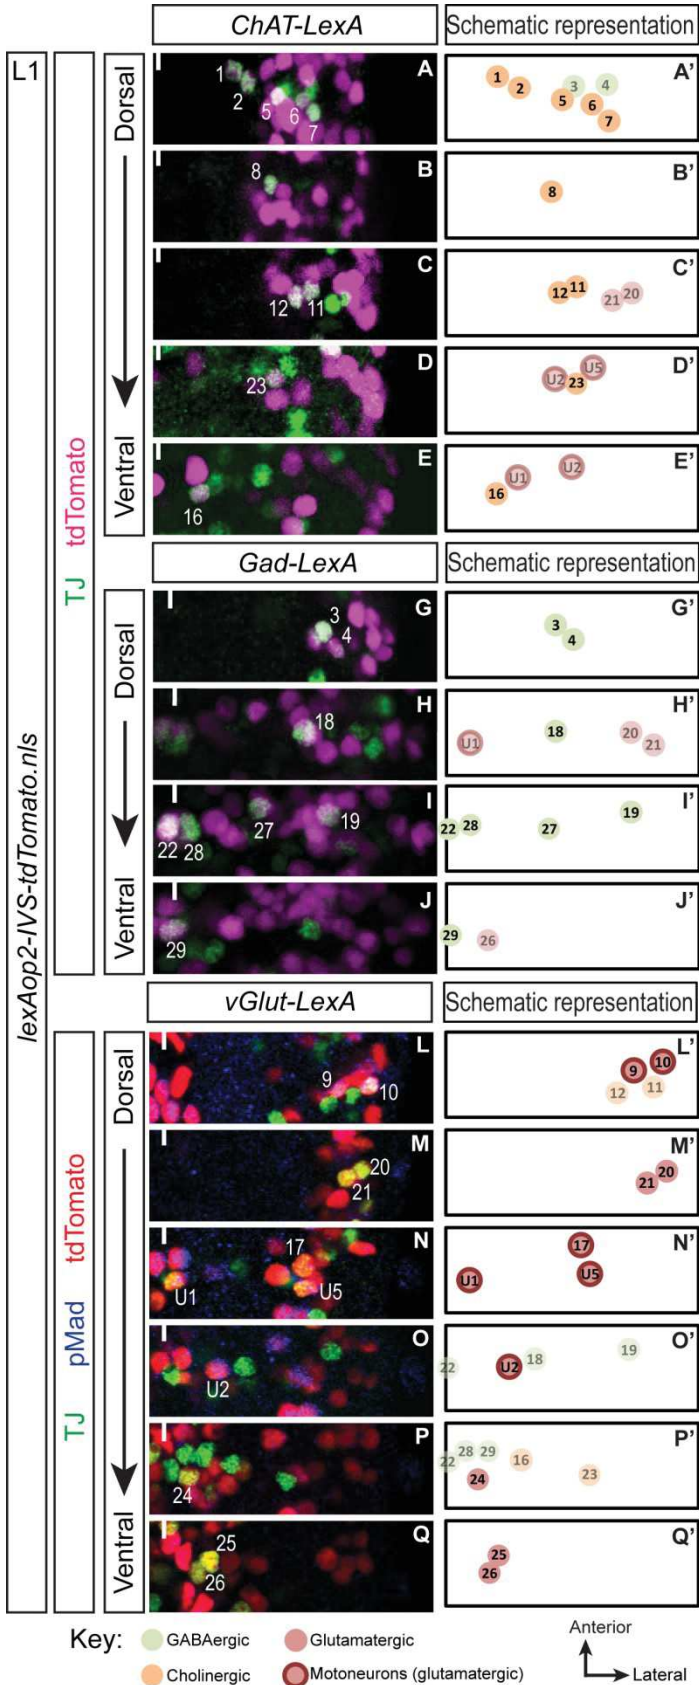 L1
ChAT-LexA
Schematic representation
lexAop2-IVS-tdTomato.nls
TJ tdTomato
Dorsal
Ventral
A
1
2
5
6
7
A'
1
2
3
4
5
6
7
B
8
B'
8
C
12
11
C'
12
11
21
20
D
23
D'
U2
U5
23
E
16
E'
16
U1
U2
Gad-LexA
Schematic representation
Dorsal
Ventral
G
3
4
G'
3
4
H
18
H'
U1
18
20
21
I
22
28
27
19
I'
22
28
27
19
J
29
J'
29
26
vGlut-LexA
Schematic representation
TJ pMad tdTomato
Dorsal
Ventral
L
9
10
L'
9
10
12
11
M
20
21
M'
21
20
N
17
U1
U5
N'
17
U1
U5
O
U2
O'
22
U2
18
19
P
24
P'
22
28
29
16
24
23
Q
25
26
Q'
25
26
Key:
GABAergic
Glutamatergic
Cholinergic
Motoneurons (glutamatergic)
Anterior
Lateral